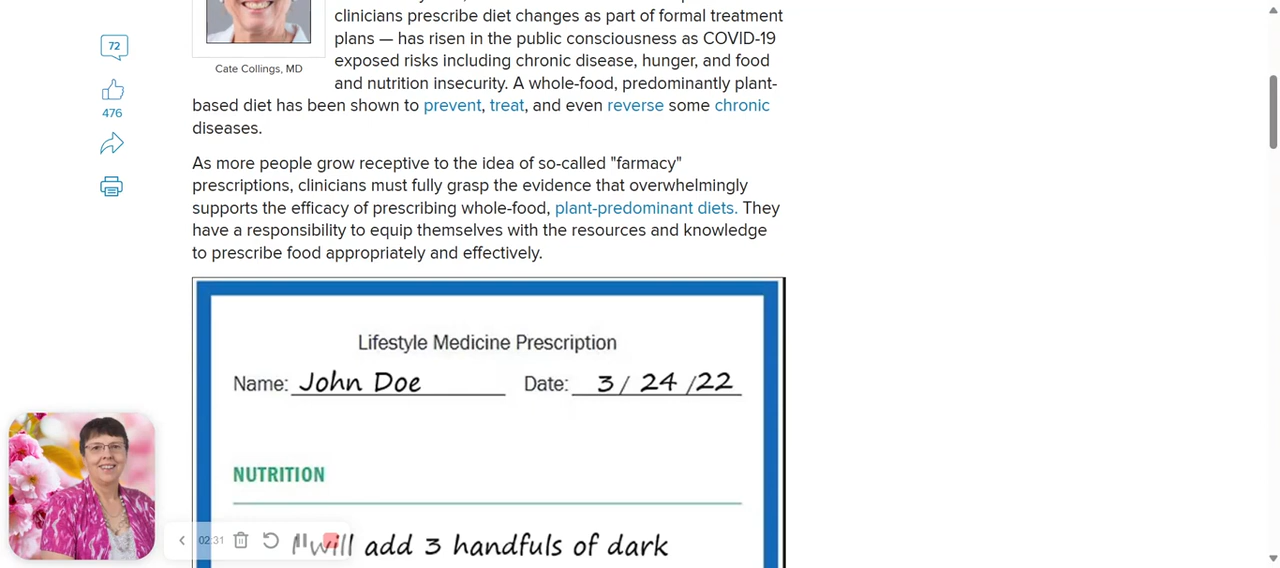 clinicians prescribe diet changes as part of formal treatment
plans — has risen in the public consciousness as COVID-19
exposed risks including chronic disease, hunger, and food
and nutrition insecurity. A whole-food, predominantly plant-
based diet has been shown to prevent, treat, and even reverse some chronic
diseases.
Cate Collings, MD
72
476
As more people grow receptive to the idea of so-called "farmacy"
prescriptions, clinicians must fully grasp the evidence that overwhelmingly
supports the efficacy of prescribing whole-food, plant-predominant diets. They
have a responsibility to equip themselves with the resources and knowledge
to prescribe food appropriately and effectively.
Lifestyle Medicine Prescription
Name: John Doe Date: 3/ 24 /22
NUTRITION
I will add 3 handfuls of dark
02:31